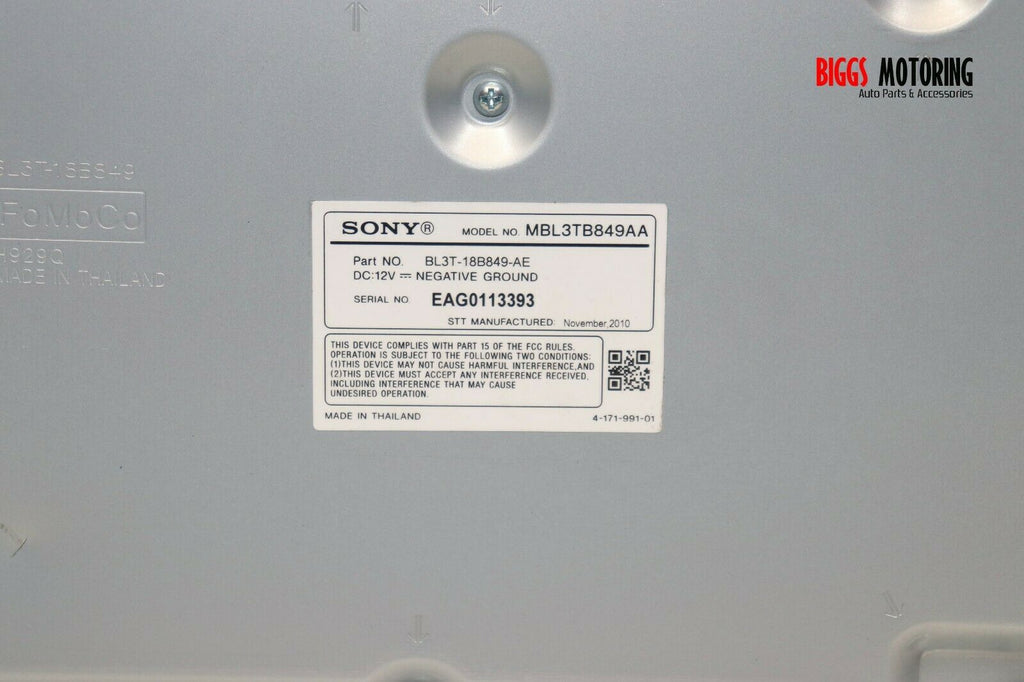 BIGGS MOTORING
Auto Parts & Accessories
BL3T-18B849
FoMoCo
H929Q
MADE IN THAILAND
SONY® MODEL NO. MBL3TB849AA
Part NO. BL3T-18B849-AE
DC:12V ⎓ NEGATIVE GROUND
SERIAL NO EAG0113393
STT MANUFACTURED: November,2010
THIS DEVICE COMPLIES WITH PART 15 OF THE FCC RULES.
OPERATION IS SUBJECT TO THE FOLLOWING TWO CONDITIONS:
(1)THIS DEVICE MAY NOT CAUSE HARMFUL INTERFERENCE,AND
(2)THIS DEVICE MUST ACCEPT ANY INTERFERENCE RECEIVED,
INCLUDING INTERFERENCE THAT MAY CAUSE
UNDESIRED OPERATION.
MADE IN THAILAND 4-171-991-01